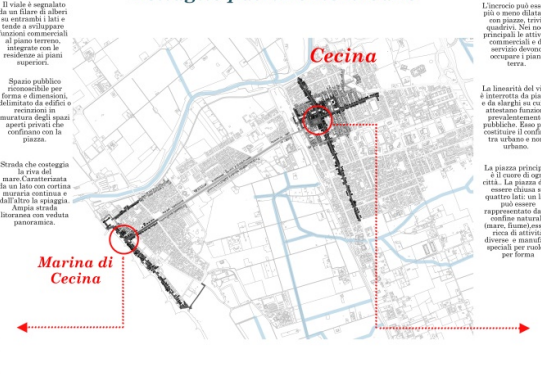 Il viale è segnalato
da un filare di alberi
su entrambi i lati e
tende a sviluppare
funzioni commerciali
al piano terreno,
integrate con le
residenze ai piani
superiori.
Spazio pubblico
riconoscibile per
forma e dimensioni,
delimitato da edifici o
recinzioni in
muratura degli spazi
aperti privati che
confinano con la
piazza.
Strada che costeggia
la riva del
mare.Caratterizzata
da un lato con cortina
muraria continua e
dall'altro la spiaggia.
Ampia strada
litoranea con veduta
panoramica.
Cecina
Marina di
Cecina
L'incrocio può ess
più o meno dilata
con piazze, trivi
quadrivi. Nei no
principali le attiv
commerciali e d
servizio devon
occupare i pian
terra.
La linearità del vi
è interrotta da pia
e da slarghi su cu
attestano funzio
prevalentement
pubbliche. Esso p
costituire il confi
tra urbano e no
urbano.
La piazza princip
è il cuore di og
città.. La piazza d
essere chiusa s
quattro lati: un l
può essere
rappresentato da
confine natural
(mare, fiume),ess
ricca di attivit
diverse e manufi
speciali per ruol
per forma